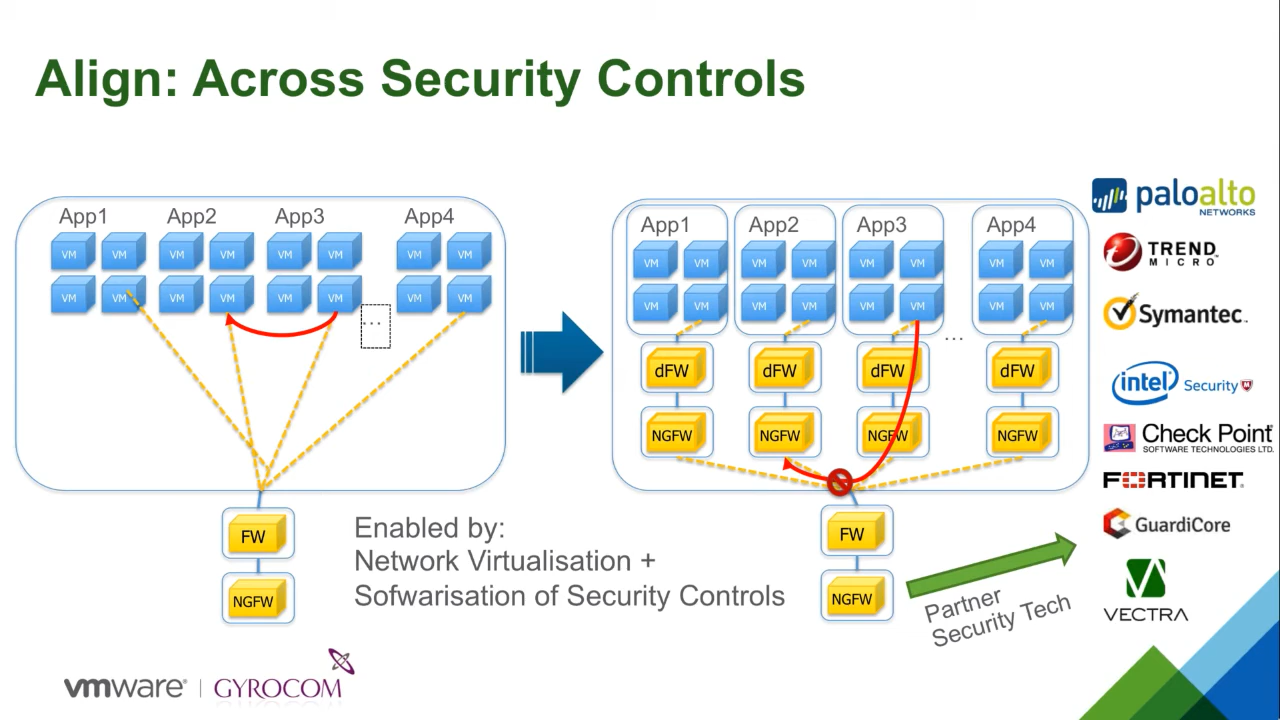 Align: Across Security Controls
App1
App2
App3
App4
VM VM VM VM VM VM VM VM
VM VM VM VM VM VM VM VM
...
FW
NGFW
Enabled by:
Network Virtualisation +
Sofwarisation of Security Controls
App1
App2
App3
App4
VM VM VM VM VM VM VM VM
VM VM VM VM VM VM VM VM
...
dFW dFW dFW dFW
NGFW NGFW NGFW NGFW
FW
NGFW
Partner
Security Tech
paloalto
NETWORKS
TREND
MICRO
Symantec.
intel Security
Check Point
SOFTWARE TECHNOLOGIES LTD.
FORTINET
GuardiCore
VECTRA
vmware | GYROCOM